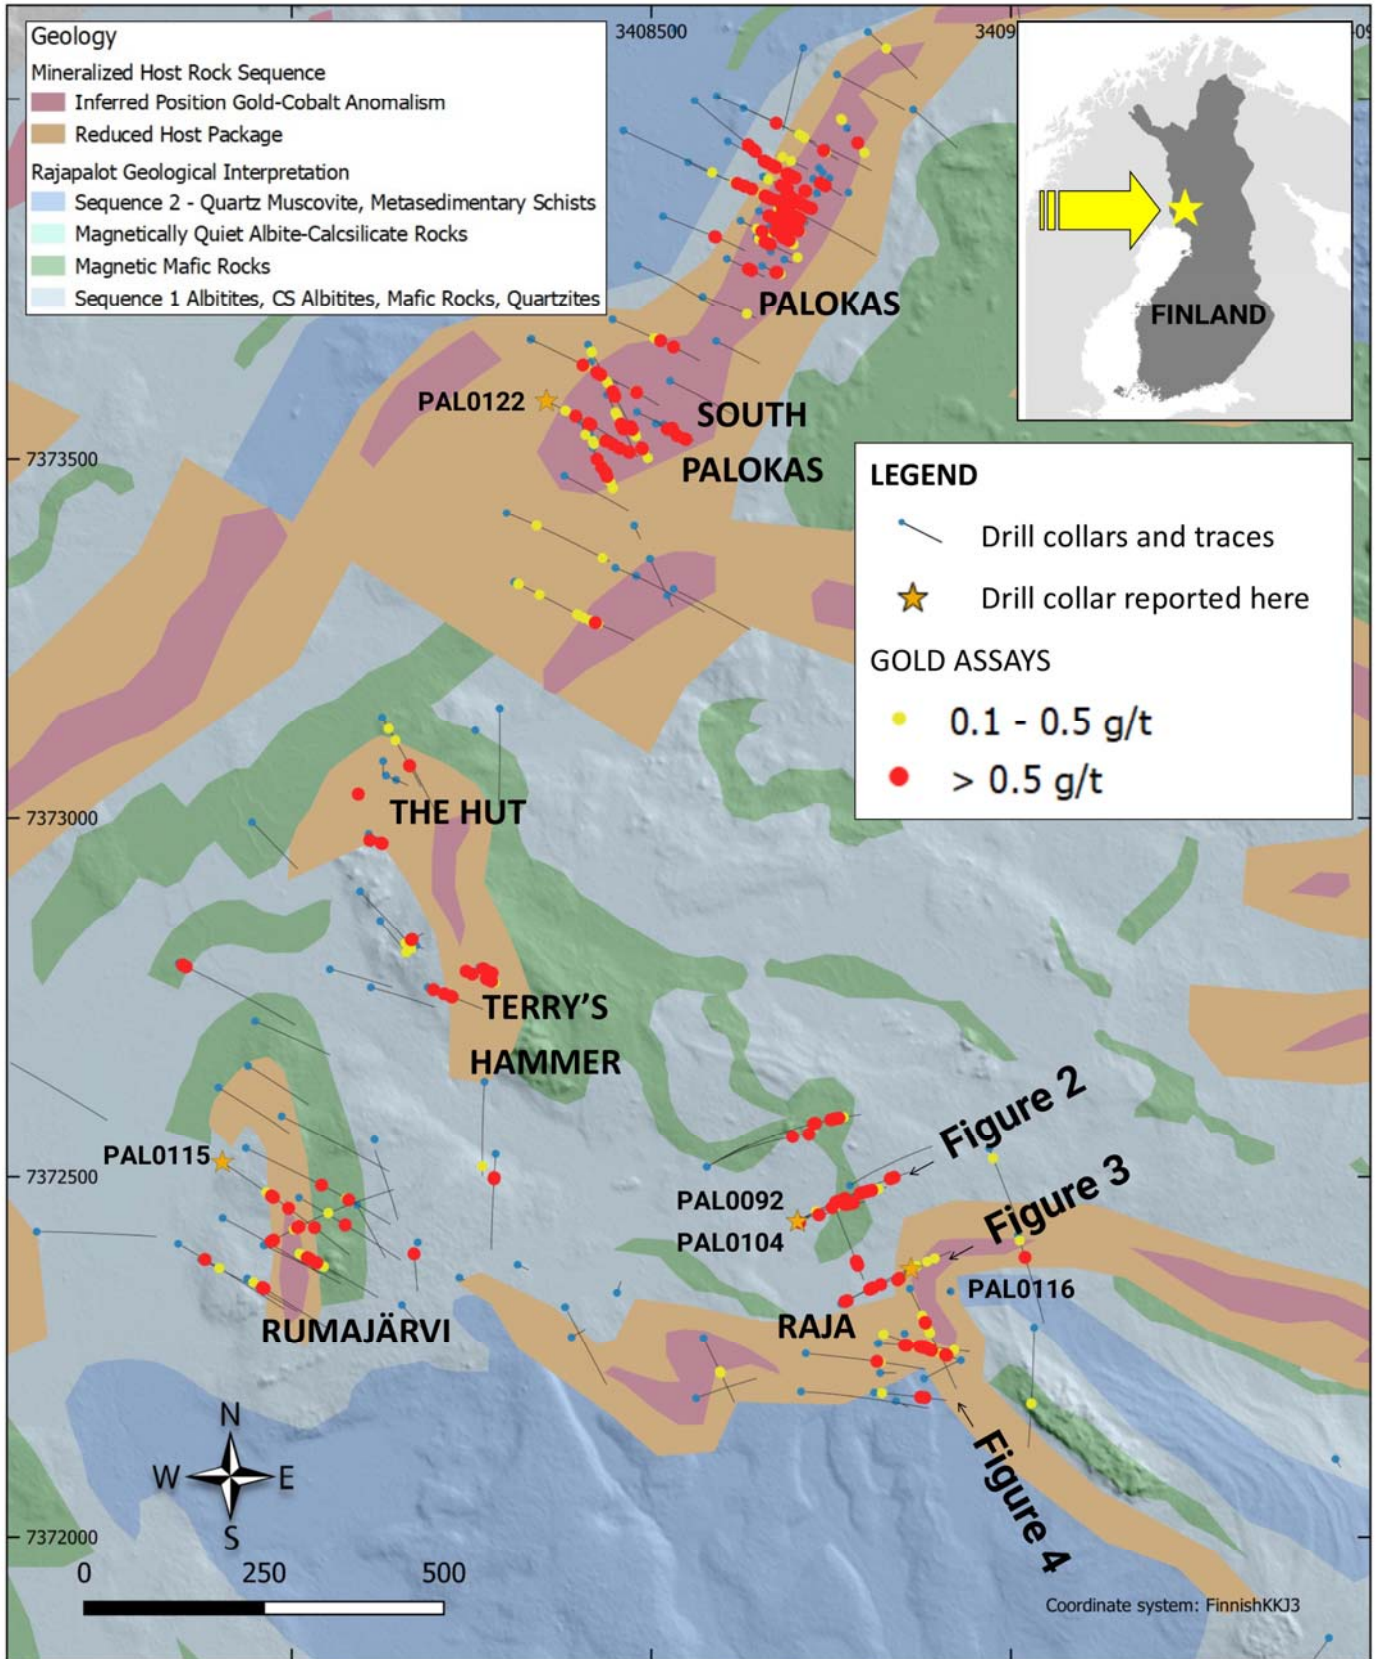 3408500
3409
09
Geology
Mineralized Host Rock Sequence
Inferred Position Gold-Cobalt Anomalism
Reduced Host Package
Rajapalot Geological Interpretation
Sequence 2 - Quartz Muscovite, Metasedimentary Schists
Magnetically Quiet Albite-Calcsilicate Rocks
Magnetic Mafic Rocks
Sequence 1 Albitites, CS Albitites, Mafic Rocks, Quartzites
FINLAND
PALOKAS
PAL0122
SOUTH
PALOKAS
7373500
LEGEND
Drill collars and traces
Drill collar reported here
GOLD ASSAYS
0.1 - 0.5 g/t
> 0.5 g/t
THE HUT
7373000
TERRY'S
HAMMER
Figure 2
PAL0115
7372500
PAL0092
PAL0104
Figure 3
PAL0116
RAJA
RUMAJÄRVI
Figure 4
N
W
E
S
7372000
0
250
500
Coordinate system: FinnishKKJ3